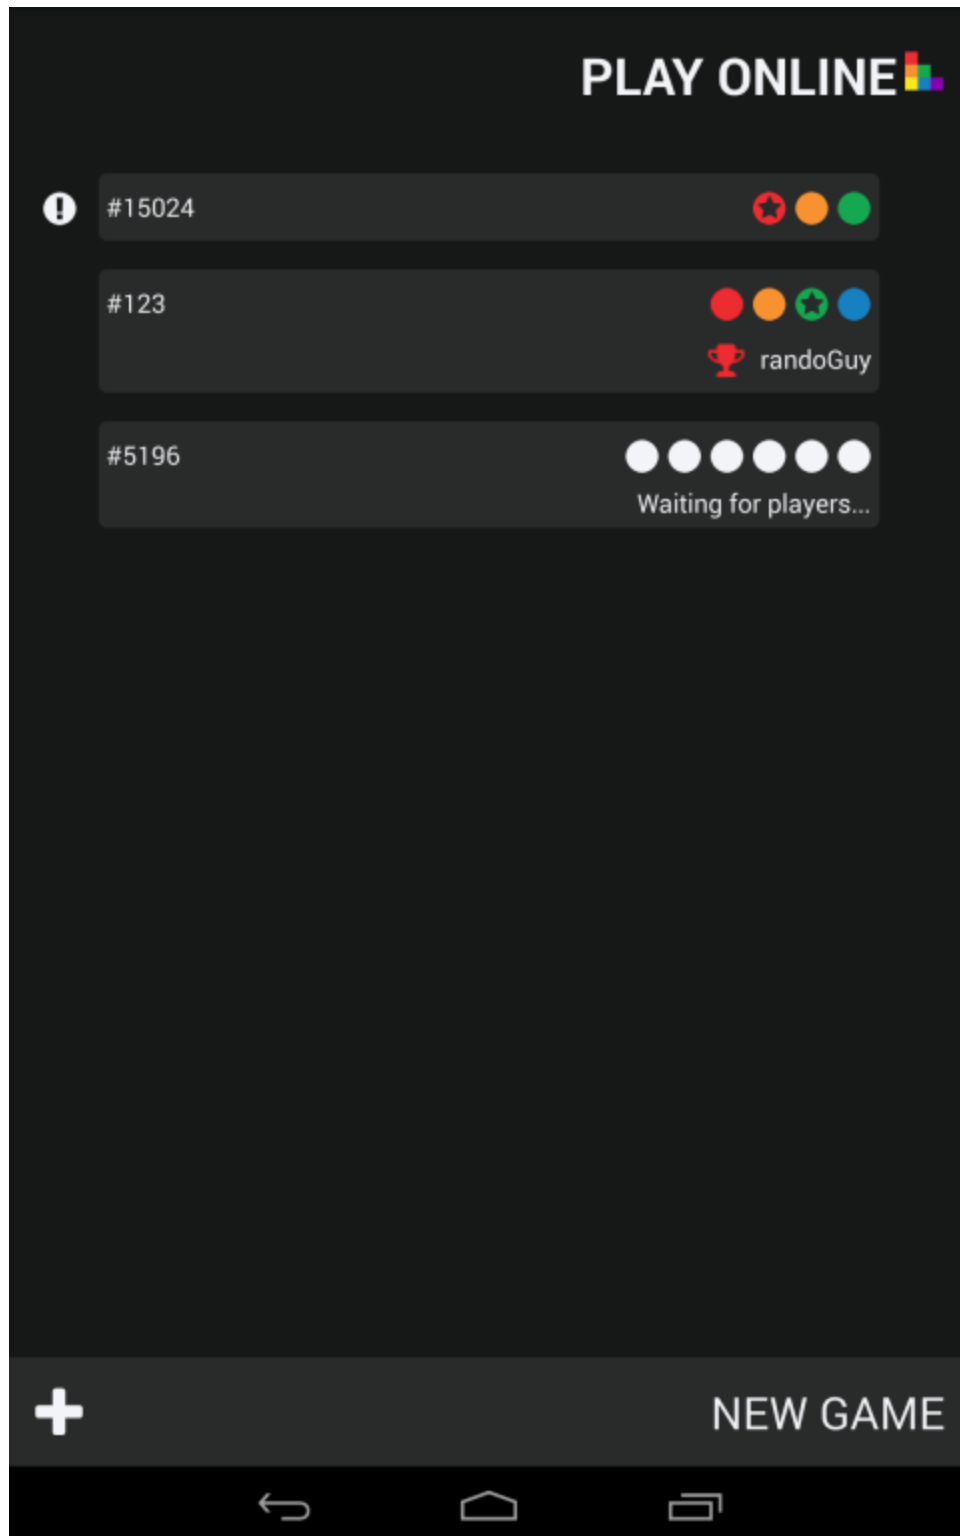 PLAY ONLINE
#15024
#123
randoGuy
#5196
Waiting for players...
NEW GAME